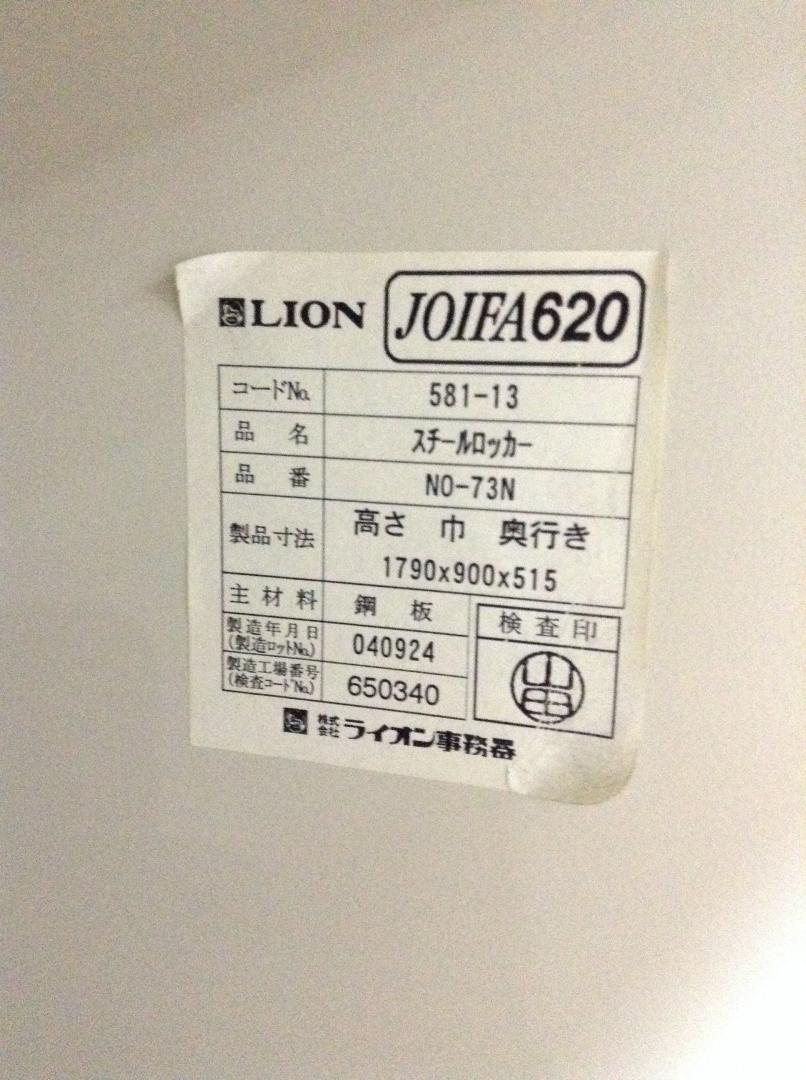 LION JOIFA620
コードNo. 581-13
品名 スチールロッカー
品番 NO-73N
製品寸法 高さ 巾 奥行き
1790x900x515
主材料 鋼板
製造年月日
(製造ロットNo.) 040924
製造工場番号
(検査コードNo.) 650340
検査印
山田
株式会社 ライオン事務器